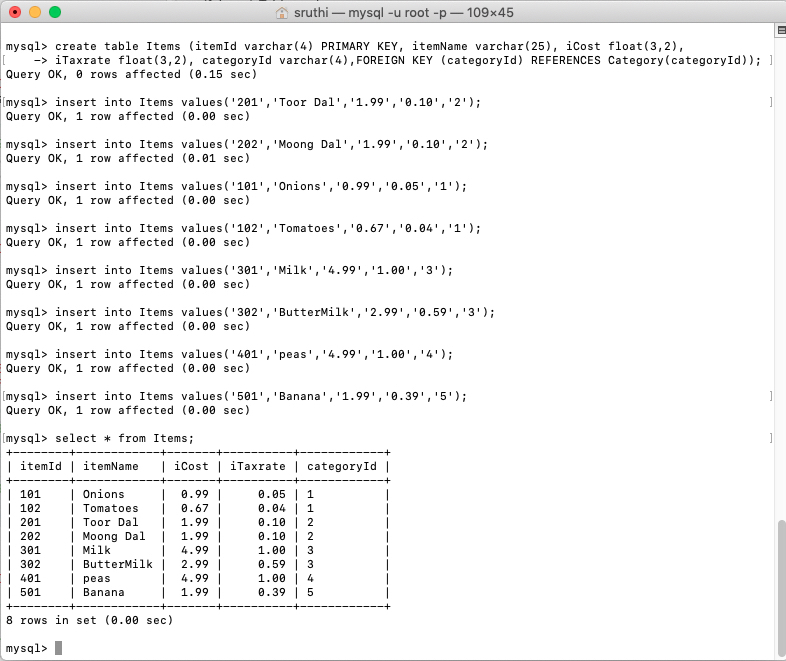 sruthi — mysql -u root -p — 109×45
mysql> create table Items (itemId varchar(4) PRIMARY KEY, itemName varchar(25), iCost float(3,2),
[    -> iTaxrate float(3,2), categoryId varchar(4),FOREIGN KEY (categoryId) REFERENCES Category(categoryId)); ]
Query OK, 0 rows affected (0.15 sec)
[mysql> insert into Items values('201','Toor Dal','1.99','0.10','2'); ]
Query OK, 1 row affected (0.00 sec)
mysql> insert into Items values('202','Moong Dal','1.99','0.10','2');
Query OK, 1 row affected (0.01 sec)
mysql> insert into Items values('101','Onions','0.99','0.05','1');
Query OK, 1 row affected (0.00 sec)
mysql> insert into Items values('102','Tomatoes','0.67','0.04','1');
Query OK, 1 row affected (0.00 sec)
mysql> insert into Items values('301','Milk','4.99','1.00','3');
Query OK, 1 row affected (0.00 sec)
mysql> insert into Items values('302','ButterMilk','2.99','0.59','3');
Query OK, 1 row affected (0.00 sec)
mysql> insert into Items values('401','peas','4.99','1.00','4');
Query OK, 1 row affected (0.00 sec)
[mysql> insert into Items values('501','Banana','1.99','0.39','5'); ]
Query OK, 1 row affected (0.00 sec)
[mysql> select * from Items; ]
+--------+------------+-------+----------+------------+
| itemId | itemName   | iCost | iTaxrate | categoryId |
+--------+------------+-------+----------+------------+
| 101    | Onions     |  0.99 |     0.05 | 1          |
| 102    | Tomatoes   |  0.67 |     0.04 | 1          |
| 201    | Toor Dal   |  1.99 |     0.10 | 2          |
| 202    | Moong Dal  |  1.99 |     0.10 | 2          |
| 301    | Milk       |  4.99 |     1.00 | 3          |
| 302    | ButterMilk |  2.99 |     0.59 | 3          |
| 401    | peas       |  4.99 |     1.00 | 4          |
| 501    | Banana     |  1.99 |     0.39 | 5          |
+--------+------------+-------+----------+------------+
8 rows in set (0.00 sec)
mysql>